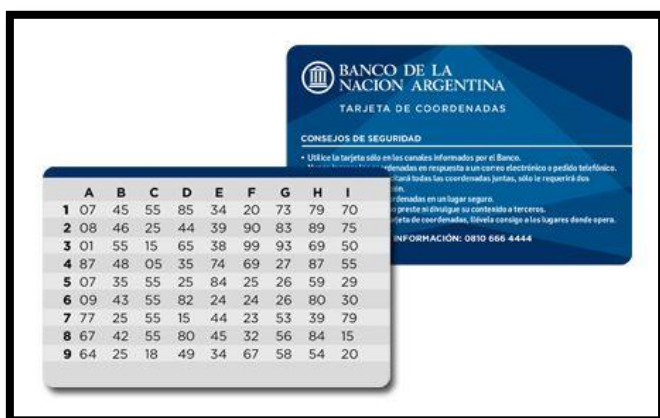 BANCO DE LA
NACION ARGENTINA
TARJETA DE COORDENADAS
CONSEJOS DE SEGURIDAD
• Utilice la tarjeta sólo en los canales informados por el Banco.
en respuesta a un correo electrónico o pedido telefónico.
todas las coordenadas juntas, sólo le requerirá dos
en un lugar seguro.
preste ni divulgue su contenido a terceros.
de coordenadas, llévela consigo a los lugares donde opera.
INFORMACIÓN: 0810 666 4444
A B C D E F G H I
1 07 45 55 85 34 20 73 79 70
2 08 46 25 44 39 90 83 89 75
3 01 55 15 65 38 99 93 69 50
4 87 48 05 35 74 69 27 87 55
5 07 35 55 25 84 25 26 59 29
6 09 43 55 82 24 24 26 80 30
7 77 25 55 15 44 23 53 39 79
8 67 42 55 80 45 32 56 84 15
9 64 25 18 49 34 67 58 54 20